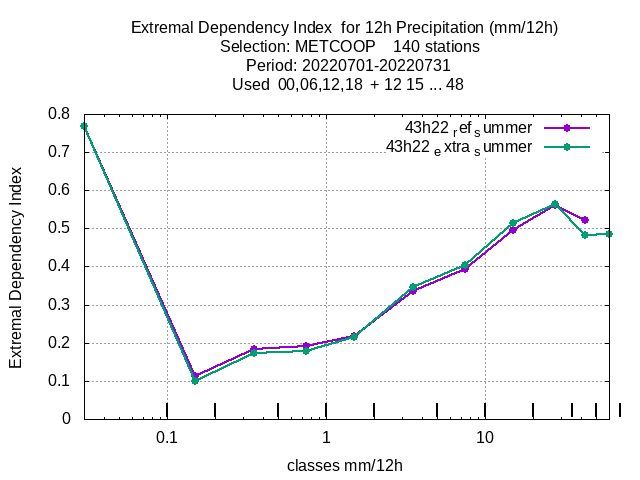 Extremal Dependency Index  for 12h Precipitation (mm/12h)
Selection: METCOOP    140 stations
Period: 20220701-20220731
Used  00,06,12,18  + 12 15 ... 48
43h22 ref summer
43h22 extra summer
Extremal Dependency Index
0.8
0.7
0.6
0.5
0.4
0.3
0.2
0.1
0
0.1 1 10
classes mm/12h